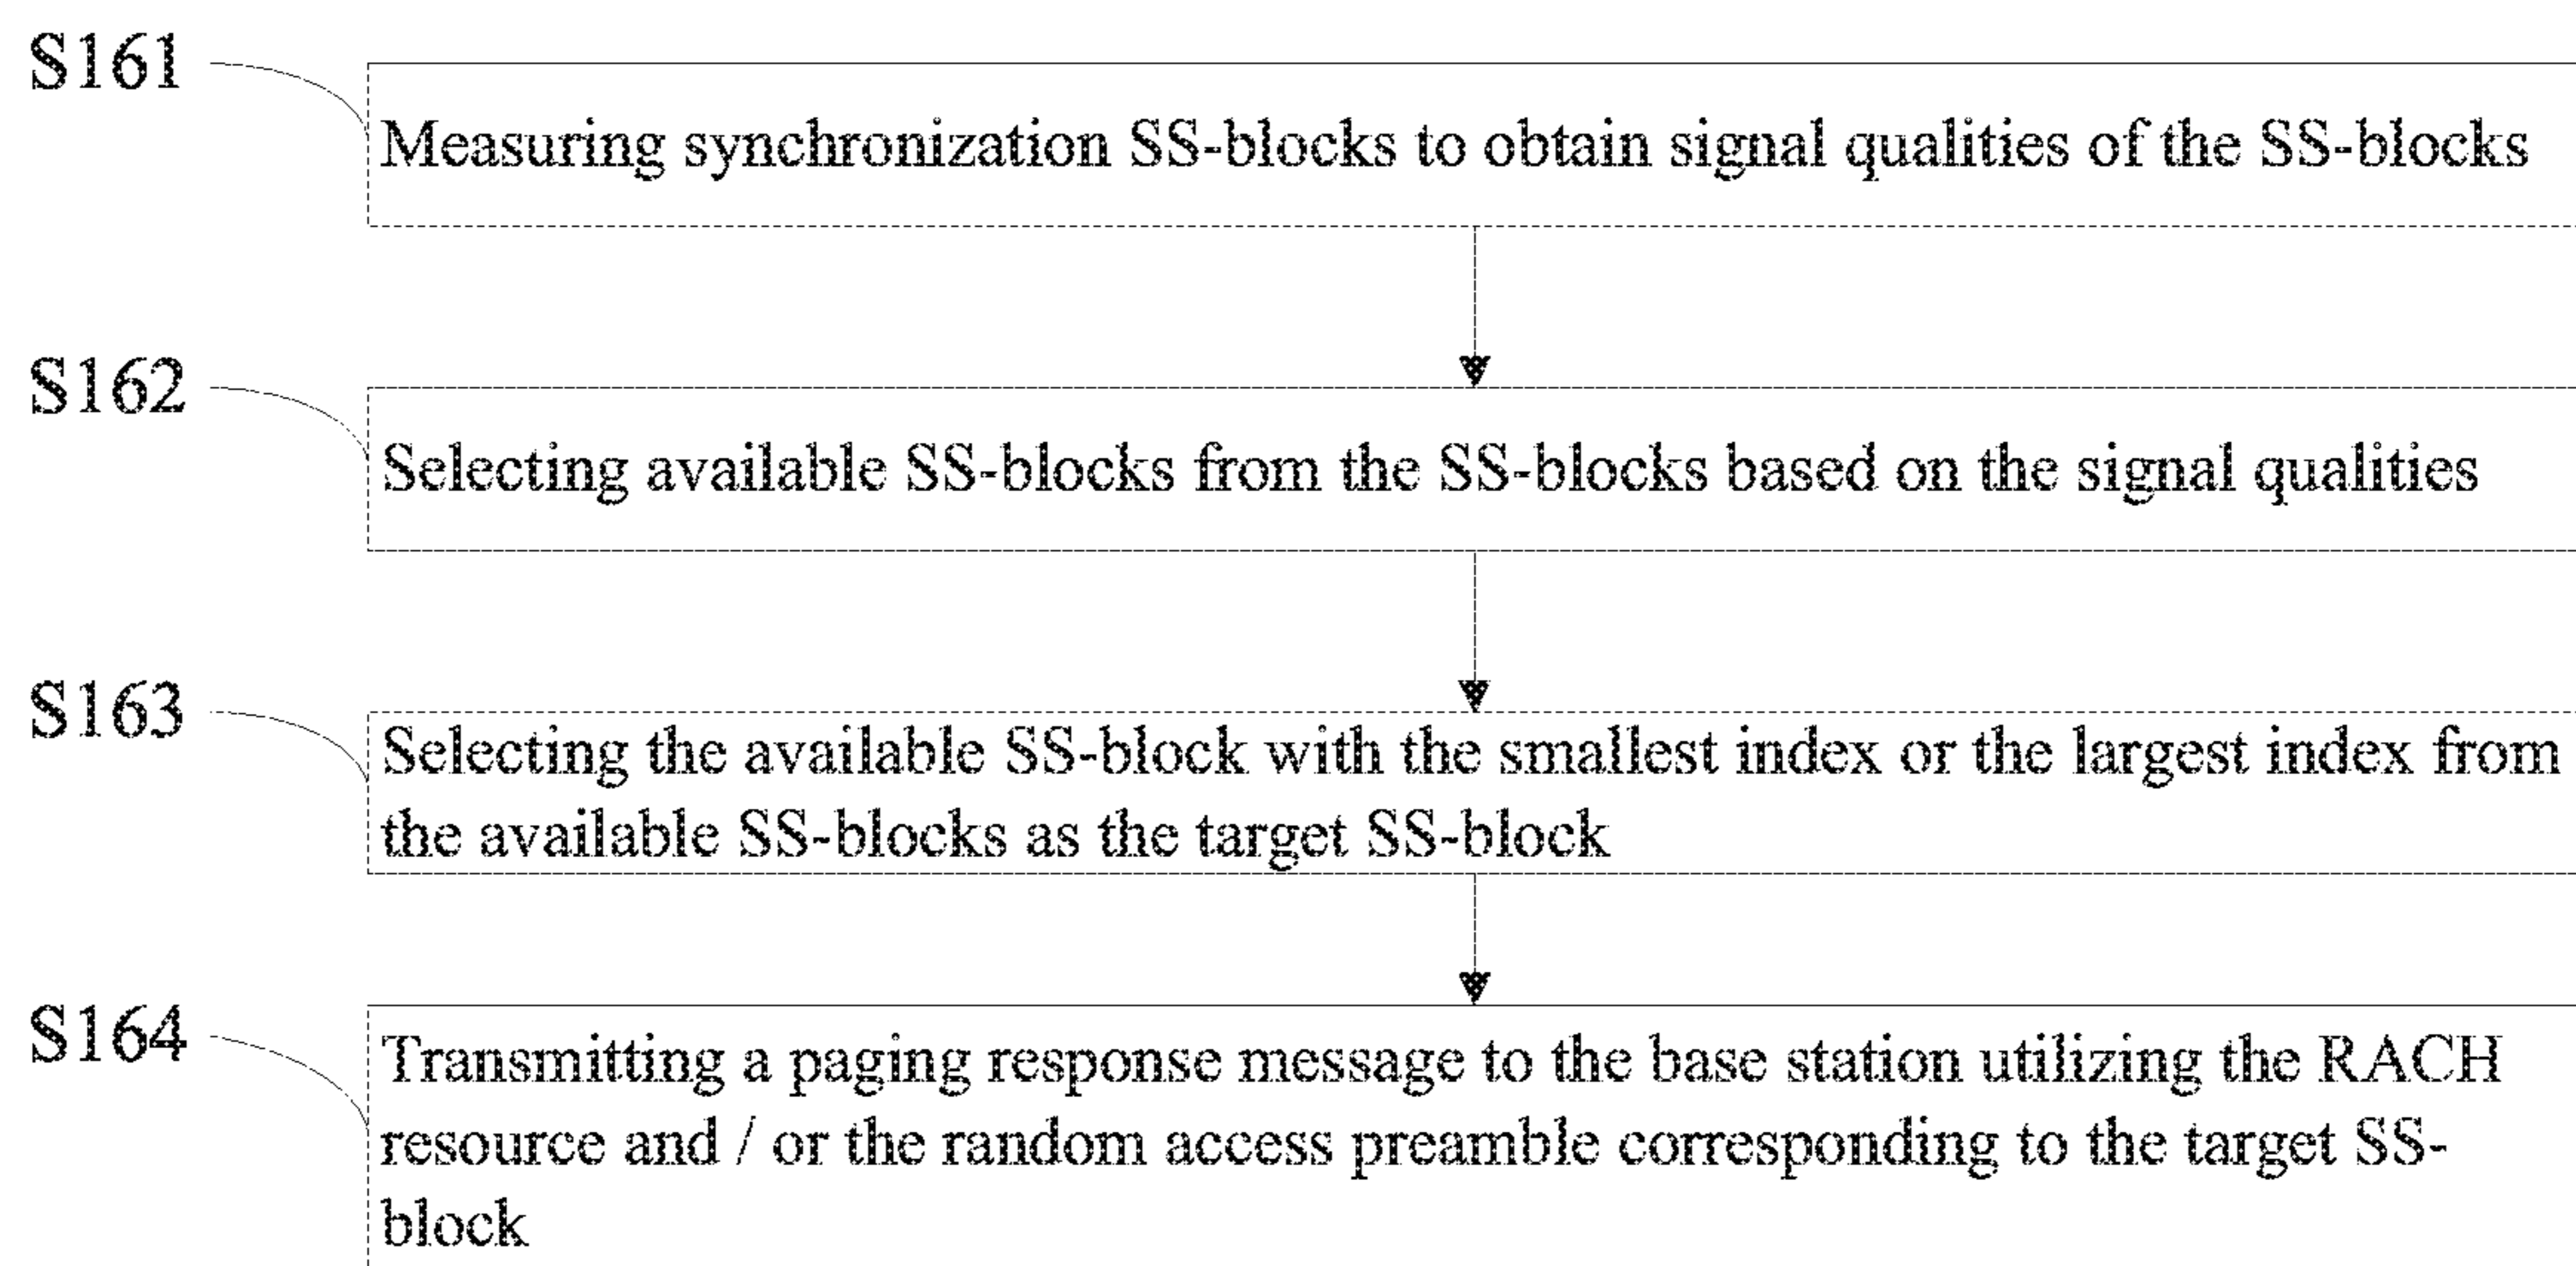 S161
Measuring synchronization SS-blocks to obtain signal qualities of the SS-blocks
S162
Selecting available SS-blocks from the SS-blocks based on the signal qualities
S163
Selecting the available SS-block with the smallest index or the largest index from
the available SS-blocks as the target SS-block
S164
Transmitting a paging response message to the base station utilizing the RACH
resource and / or the random access preamble corresponding to the target SS-
block